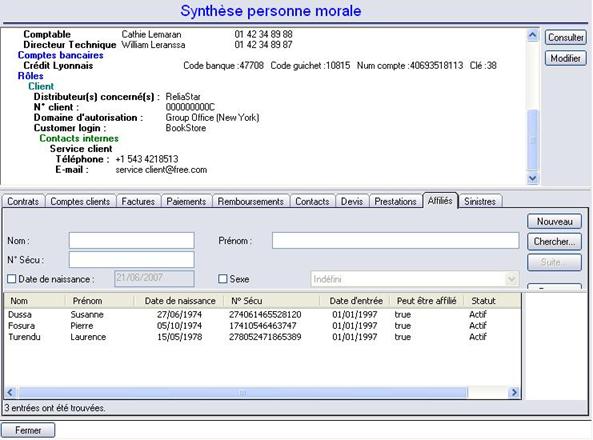 Synthèse personne morale
Comptable Cathie Lemaran 01 42 34 89 88
Directeur Technique William Leranssa 01 42 34 89 87
Comptes bancaires
Crédit Lyonnais Code banque :47708 Code guichet :10815 Num compte :40693518113 Clé :38
Rôles
Client
Distributeur(s) concerné(s) : ReliaStar
N° client : 000000000C
Domaine d'autorisation : Group Office (New York)
Customer login : BookStore
Contacts internes
Service client
Téléphone : +1 543 4218513
E-mail : service client@free.com
Consulter
Modifier
Contrats Comptes clients Factures Paiements Remboursements Contacts Devis Prestations Affiliés Sinistres
Nouveau
Nom : Prénom : Chercher...
N° Sécu : Suite...
Date de naissance : 21/06/2007 Sexe Indéfini
Nom Prénom Date de naissance N° Sécu Date d'entrée Peut être affilié Statut
Dussa Susanne 27/06/1974 274061465528120 01/01/1997 true Actif
Fosura Pierre 05/10/1974 17410546463747 01/01/1997 true Actif
Turendu Laurence 15/05/1978 278052471865389 01/01/1997 true Actif
3 entrées ont été trouvées.
Fermer